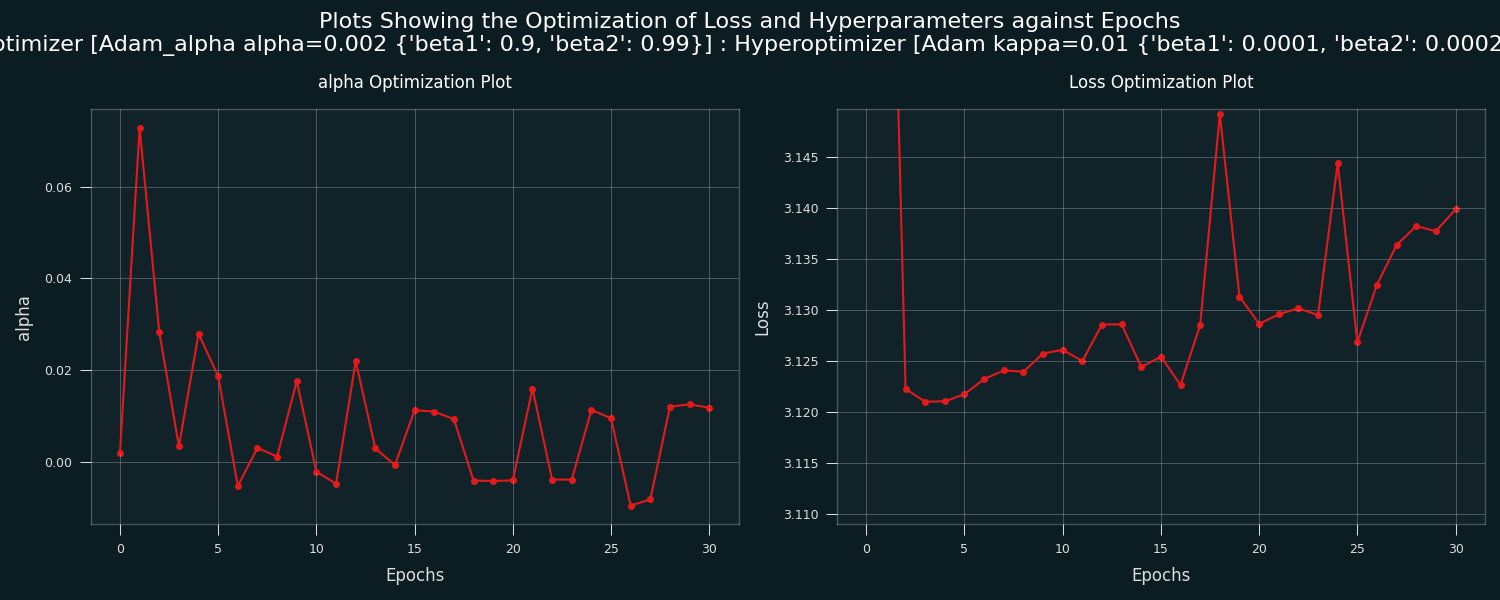 Plots Showing the Optimization of Loss and Hyperparameters against Epochs
ptimizer [Adam_alpha alpha=0.002 {'beta1': 0.9, 'beta2': 0.99}] : Hyperoptimizer [Adam kappa=0.01 {'beta1': 0.0001, 'beta2': 0.0002
alpha Optimization Plot
0.06
0.04
0.02
0.00
alpha
0 5 10 15 20 25 30
Epochs
Loss Optimization Plot
3.145
3.140
3.135
3.130
3.125
3.120
3.115
3.110
Loss
0 5 10 15 20 25 30
Epochs